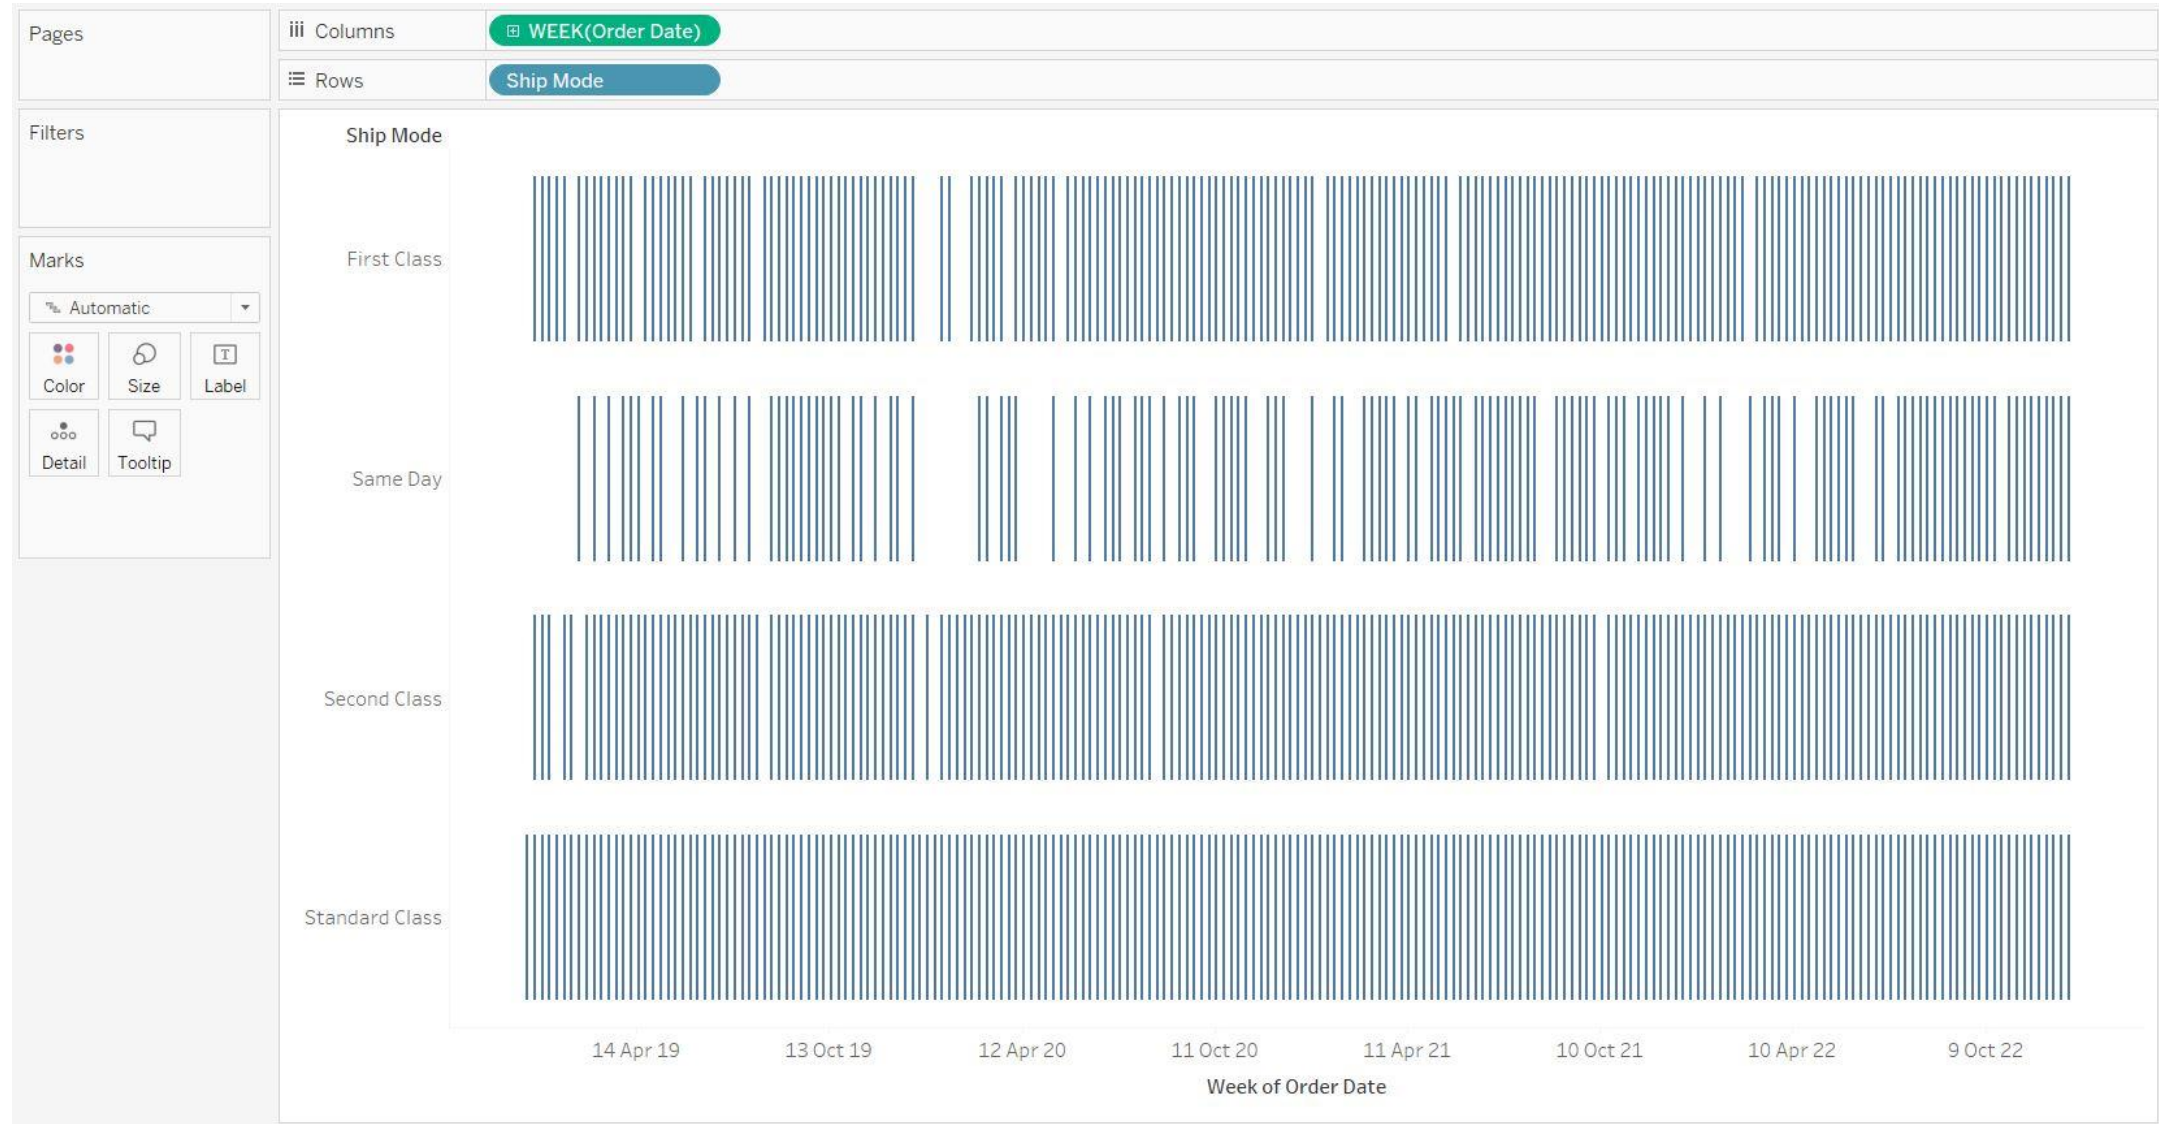 Pages
Columns
WEEK(Order Date)
Rows
Ship Mode
Filters
Marks
Automatic
Color
Size
Label
Detail
Tooltip
Ship Mode
First Class
Same Day
Second Class
Standard Class
14 Apr 19 13 Oct 19 12 Apr 20 11 Oct 20 11 Apr 21 10 Oct 21 10 Apr 22 9 Oct 22
Week of Order Date